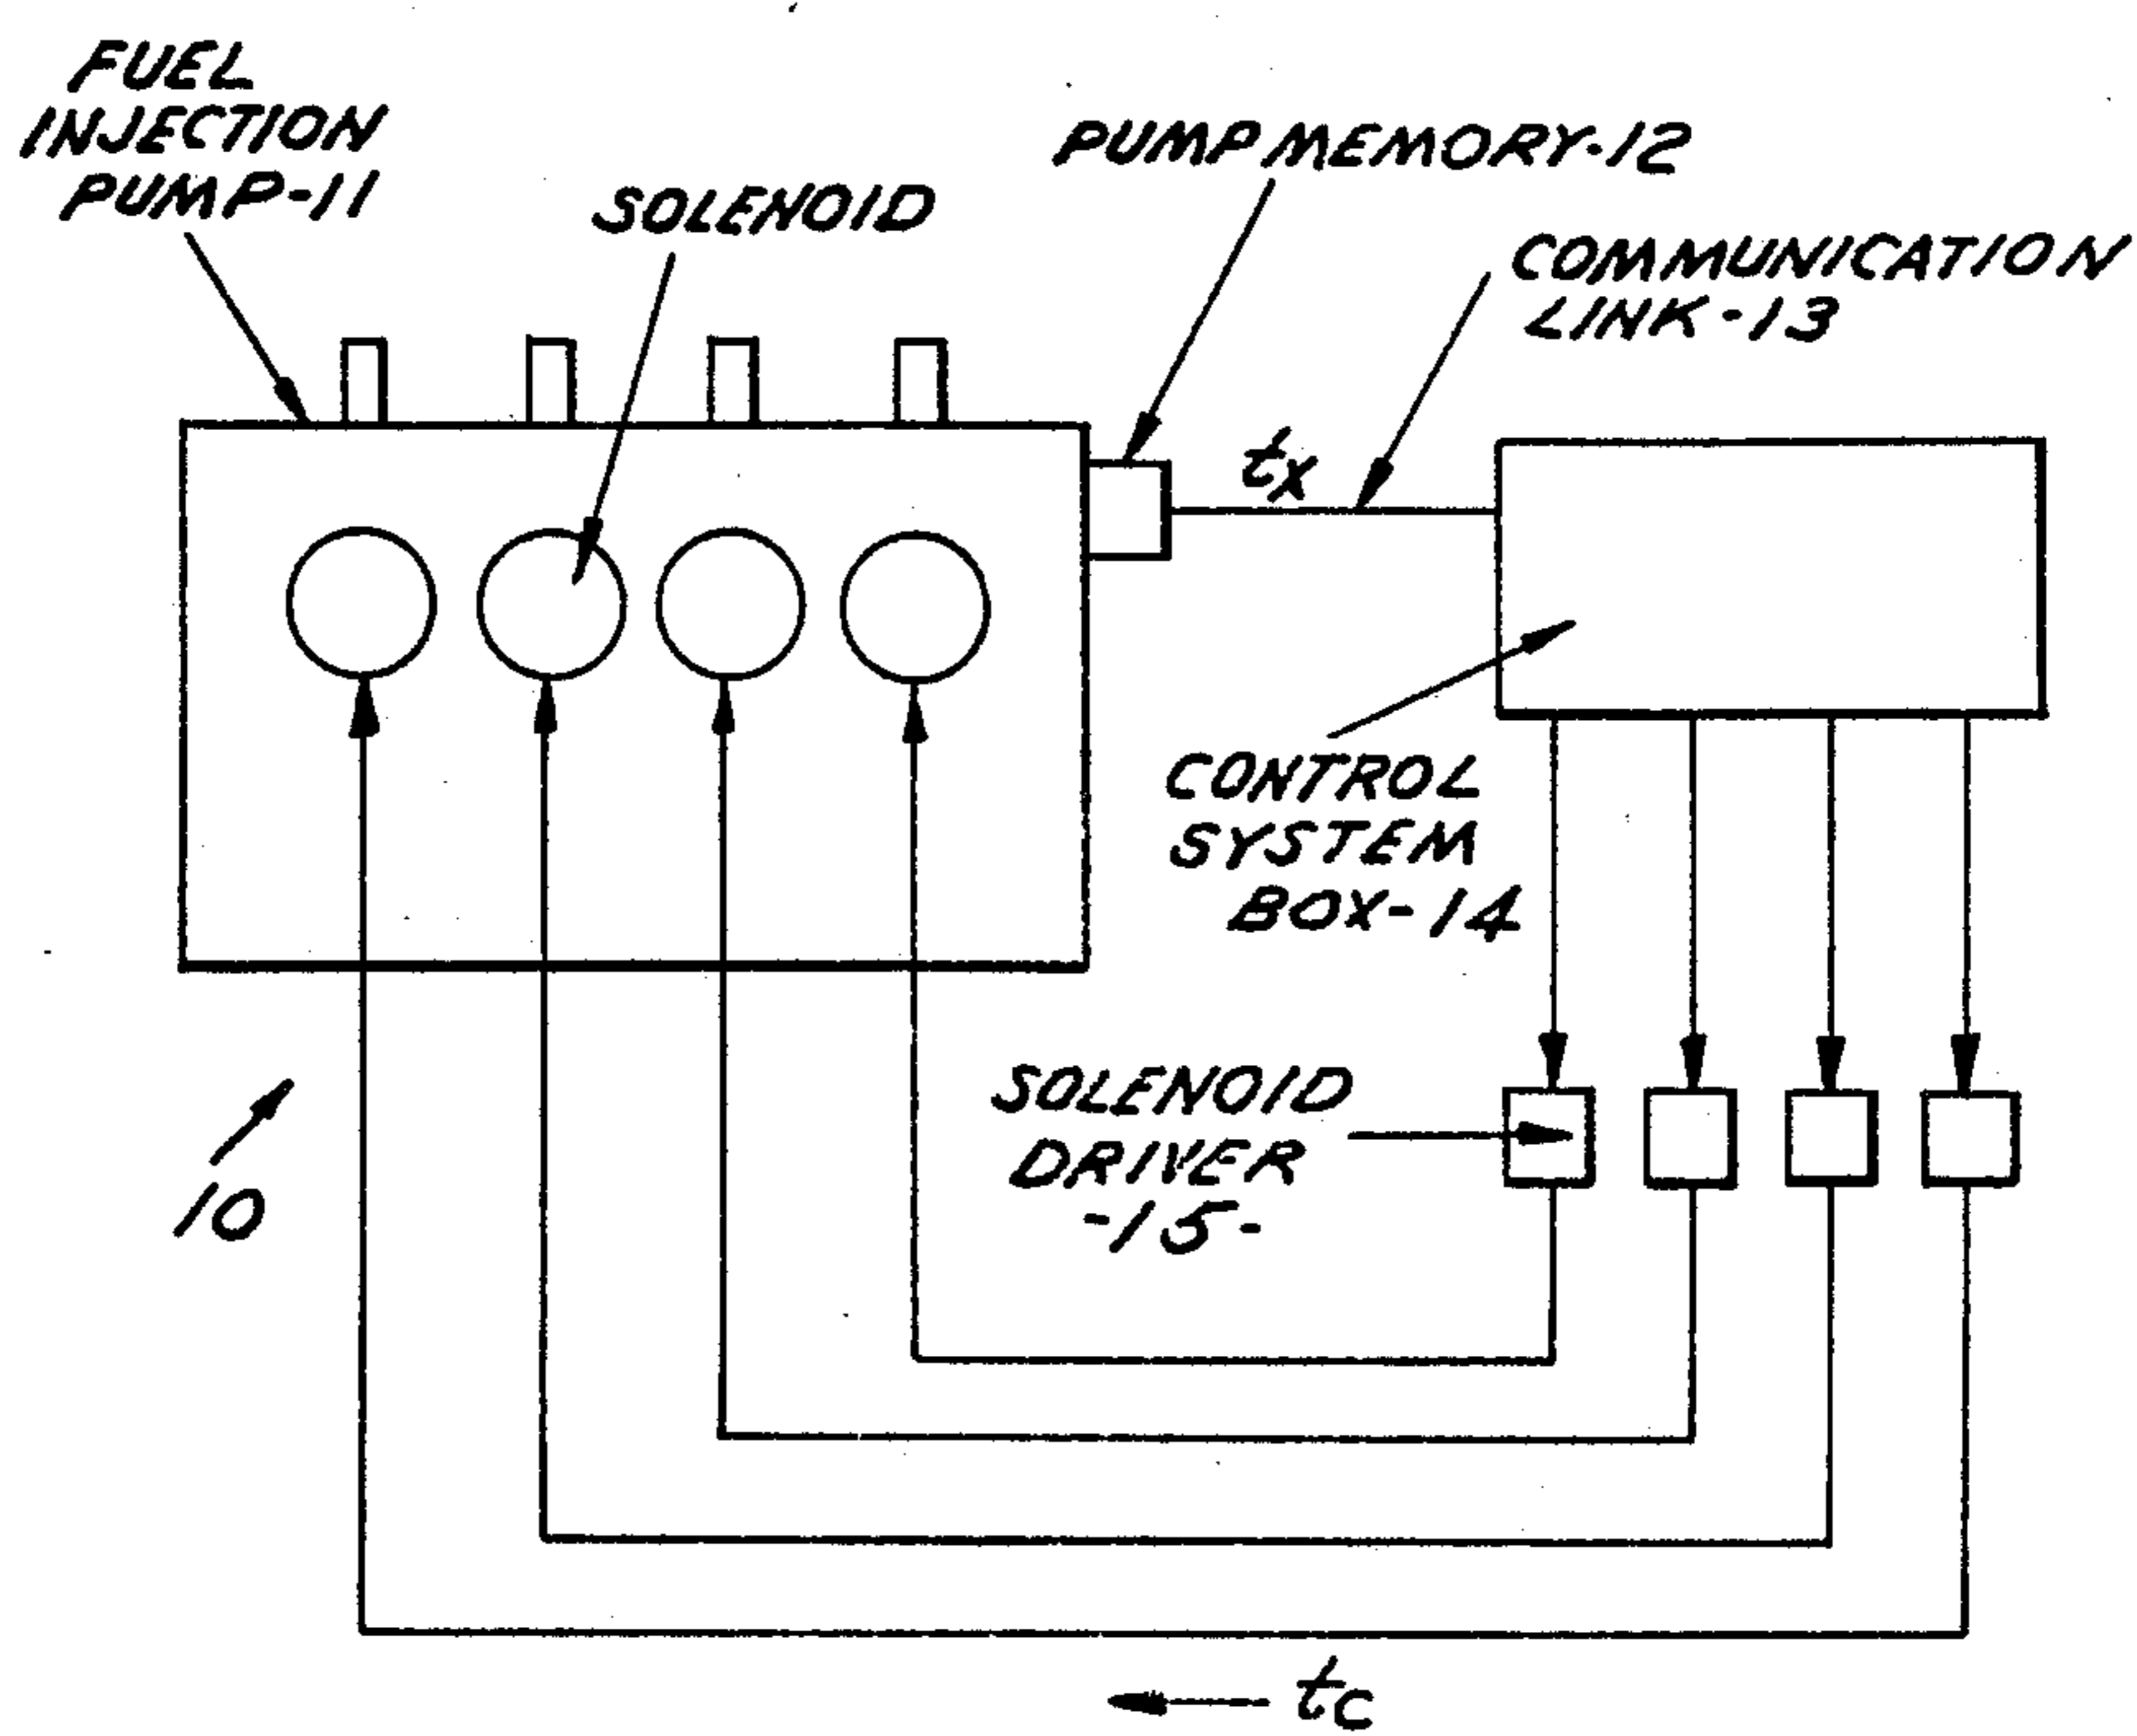 FUEL
INJECTION
PUMP-11
SOLENOID
PUMP MEMORY-12
COMMUNICATION
LINK-13
tx
CONTROL
SYSTEM
BOX-14
SOLENOID
DRIVER
-15-
10
tc